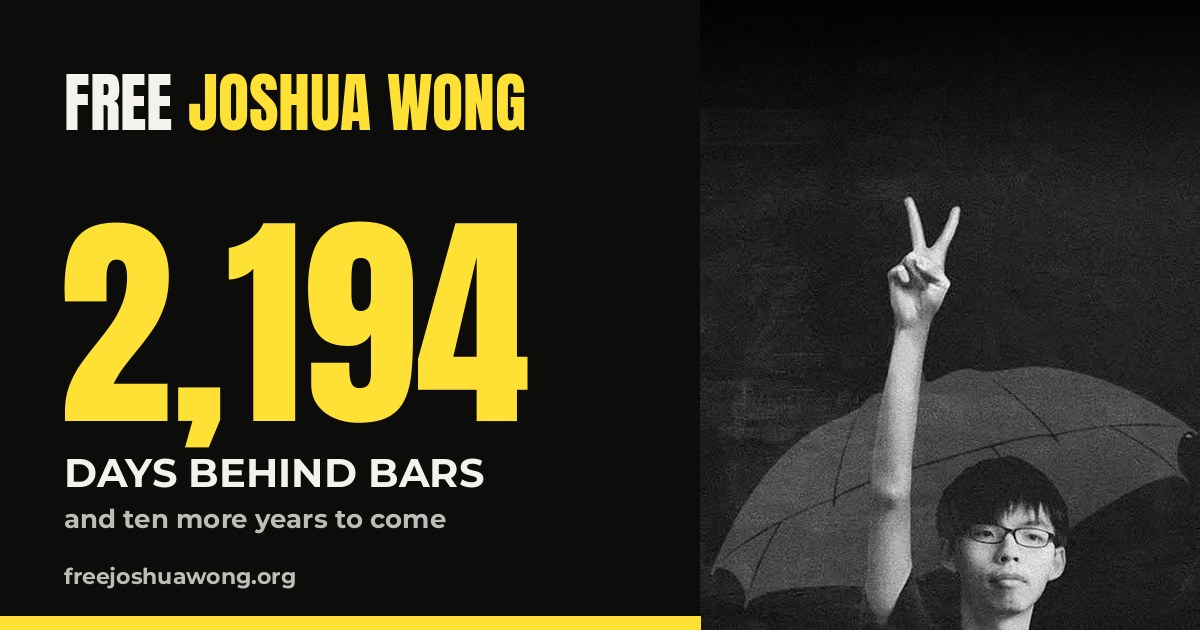 FREE JOSHUA WONG
2,194
DAYS BEHIND BARS
and ten more years to come
freejoshuawong.org